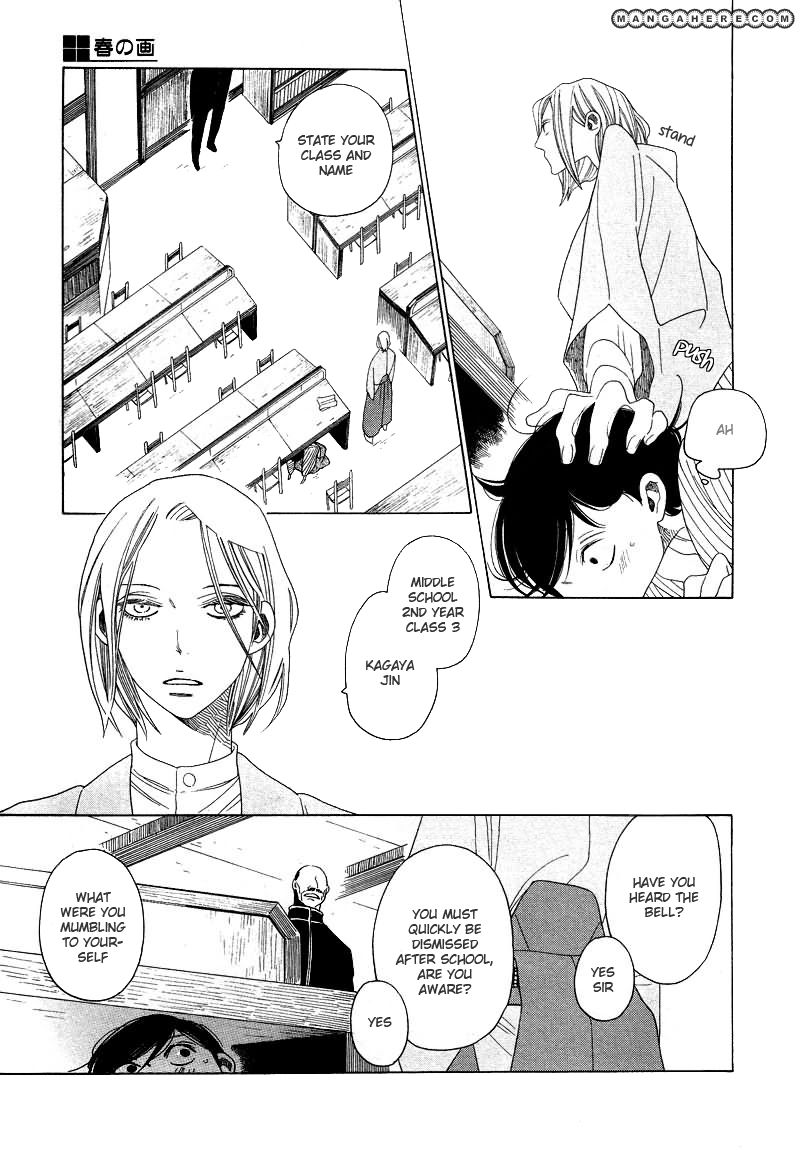 MANGAHERE.COM
春の画
stand
PUSH
AH
STATE YOUR
CLASS AND
NAME
MIDDLE
SCHOOL
2ND YEAR
CLASS 3
KAGAYA
JIN
HAVE YOU
HEARD THE
BELL?
YES
SIR
YOU MUST
QUICKLY BE
DISMISSED
AFTER SCHOOL,
ARE YOU
AWARE?
YES
WHAT
WERE YOU
MUMBLING
TO YOUR-
SELF